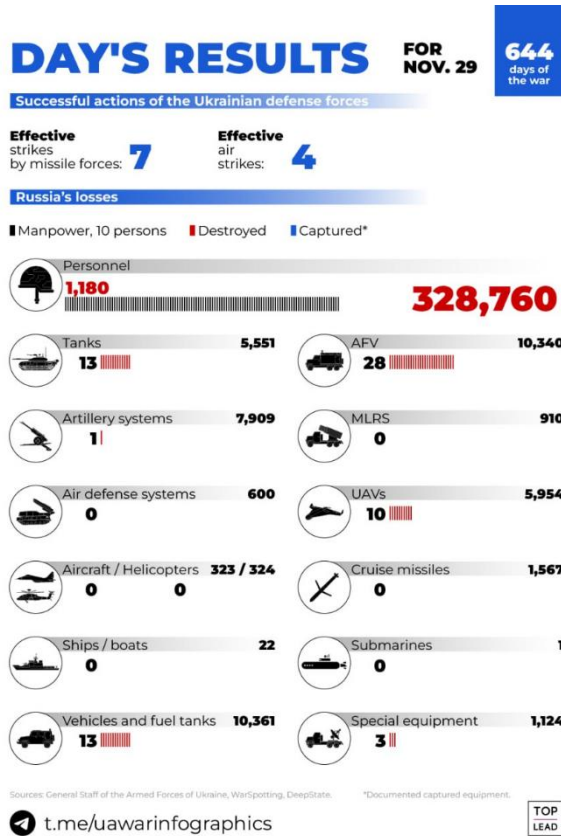 DAY'S RESULTS
FOR
NOV. 29
644
days of
the war
Successful actions of the Ukrainian defense forces
Effective
strikes
by missile forces: 7
Effective
air
strikes: 4
Russia's losses
Manpower, 10 persons Destroyed Captured*
Personnel
1,180
328,760
Tanks 5,551
13
AFV 10,340
28
Artillery systems 7,909
1
MLRS 910
0
Air defense systems 600
0
UAVs 5,954
10
Aircraft / Helicopters 323 / 324
0 0
Cruise missiles 1,567
0
Ships / boats 22
0
Submarines 1
0
Vehicles and fuel tanks 10,361
13
Special equipment 1,124
3
Sources: General Staff of the Armed Forces of Ukraine, WarSpotting, DeepState. *Documented captured equipment.
t.me/uawarinfographics
TOP
LEAD